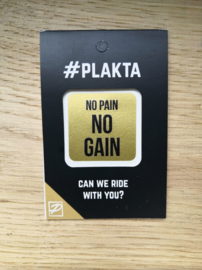 #PLAKTA
NO PAIN
NO
GAIN
CAN WE RIDE
WITH YOU?